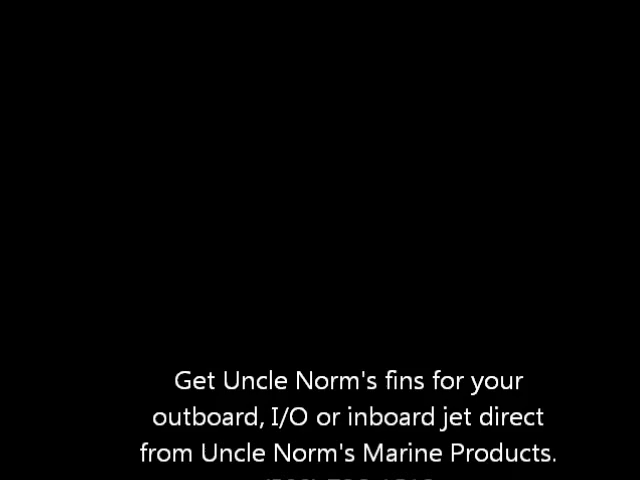 Get Uncle Norm's fins for your
outboard, I/O or inboard jet direct
from Uncle Norm's Marine Products.